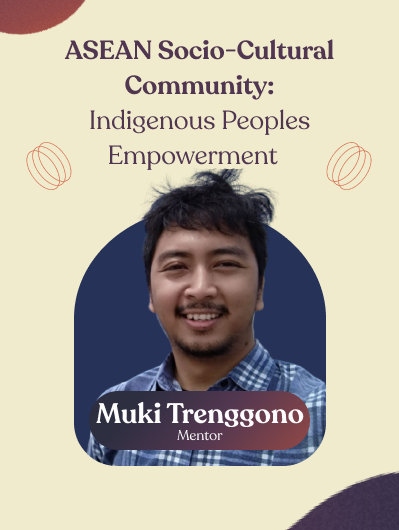 ASEAN Socio-Cultural
Community:
Indigenous Peoples
Empowerment
Muki Trenggono
Mentor